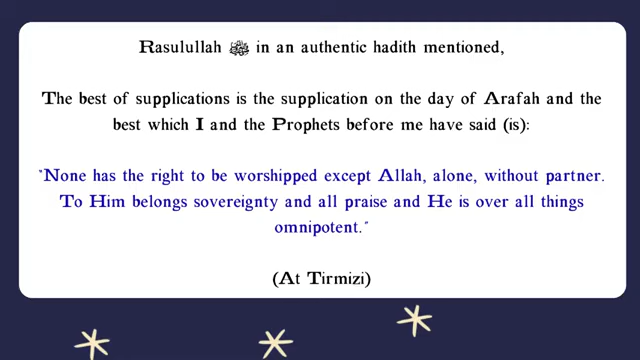 Rasulullah ﷺ in an authentic hadith mentioned,
The best of supplications is the supplication on the day of Arafah and the
best which I and the Prophets before me have said (is):
"None has the right to be worshipped except Allah, alone, without partner.
To Him belongs sovereignty and all praise and He is over all things
omnipotent."
(At Tirmizi)